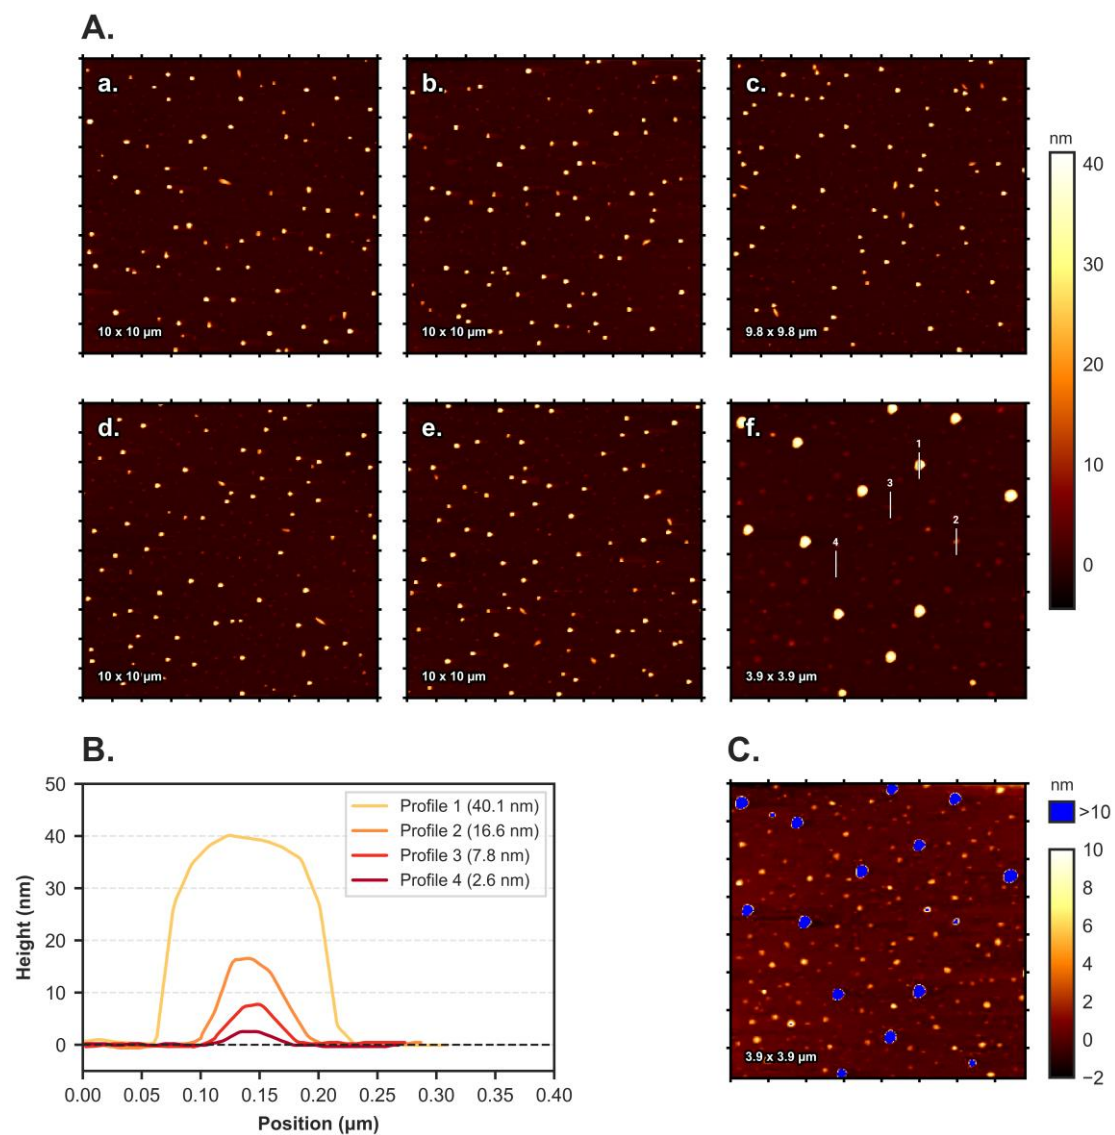 A.
a.
b.
c.
10 x 10 µm
10 x 10 µm
9.8 x 9.8 µm
nm
40
30
20
10
0
d.
e.
f.
1
3
2
4
10 x 10 µm
10 x 10 µm
3.9 x 3.9 µm
B.
50
40
30
20
10
0
Height (nm)
Profile 1 (40.1 nm)
Profile 2 (16.6 nm)
Profile 3 (7.8 nm)
Profile 4 (2.6 nm)
0.00 0.05 0.10 0.15 0.20 0.25 0.30 0.35 0.40
Position (µm)
C.
3.9 x 3.9 µm
nm
>10
10
8
6
4
2
0
−2